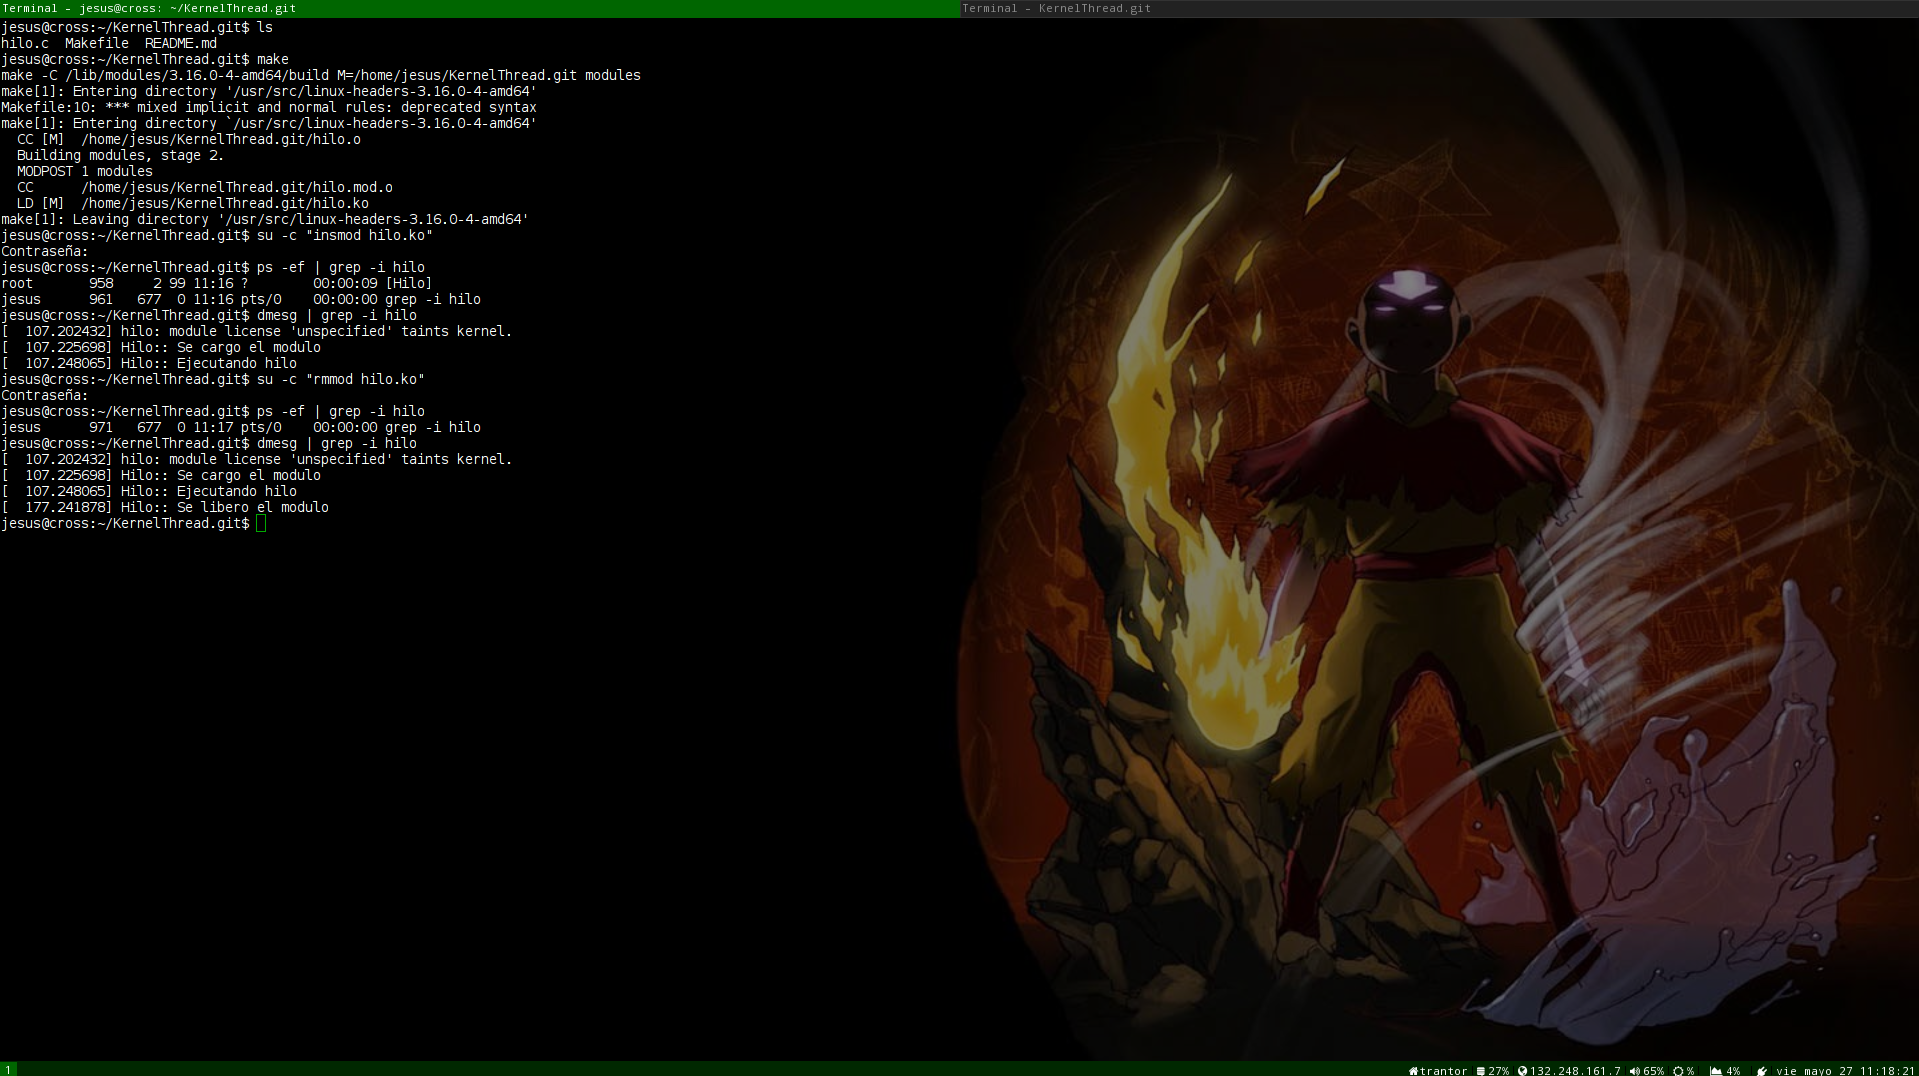 Terminal - jesus@cross: ~/KernelThread.git
Terminal - KernelThread.git
jesus@cross:~/KernelThread.git$ ls
hilo.c  Makefile  README.md
jesus@cross:~/KernelThread.git$ make
make -C /lib/modules/3.16.0-4-amd64/build M=/home/jesus/KernelThread.git modules
make[1]: Entering directory '/usr/src/linux-headers-3.16.0-4-amd64'
Makefile:10: *** mixed implicit and normal rules: deprecated syntax
make[1]: Entering directory `/usr/src/linux-headers-3.16.0-4-amd64'
  CC [M]  /home/jesus/KernelThread.git/hilo.o
  Building modules, stage 2.
  MODPOST 1 modules
  CC      /home/jesus/KernelThread.git/hilo.mod.o
  LD [M]  /home/jesus/KernelThread.git/hilo.ko
make[1]: Leaving directory '/usr/src/linux-headers-3.16.0-4-amd64'
jesus@cross:~/KernelThread.git$ su -c "insmod hilo.ko"
Contraseña:
jesus@cross:~/KernelThread.git$ ps -ef | grep -i hilo
root       958     2 99 11:16 ?        00:00:09 [Hilo]
jesus      961   677  0 11:16 pts/0    00:00:00 grep -i hilo
jesus@cross:~/KernelThread.git$ dmesg | grep -i hilo
[  107.202432] hilo: module license 'unspecified' taints kernel.
[  107.225698] Hilo:: Se cargo el modulo
[  107.248065] Hilo:: Ejecutando hilo
jesus@cross:~/KernelThread.git$ su -c "rmmod hilo.ko"
Contraseña:
jesus@cross:~/KernelThread.git$ ps -ef | grep -i hilo
jesus      971   677  0 11:17 pts/0    00:00:00 grep -i hilo
jesus@cross:~/KernelThread.git$ dmesg | grep -i hilo
[  107.202432] hilo: module license 'unspecified' taints kernel.
[  107.225698] Hilo:: Se cargo el modulo
[  107.248065] Hilo:: Ejecutando hilo
[  177.241878] Hilo:: Se libero el modulo
jesus@cross:~/KernelThread.git$
1
trantor 27% 132.248.161.7 65% % 4% vie mayo 27 11:18:21